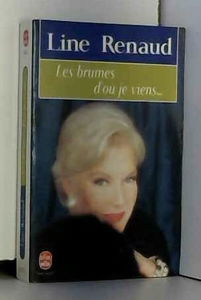 Line Renaud
Les brumes
d'où je viens...